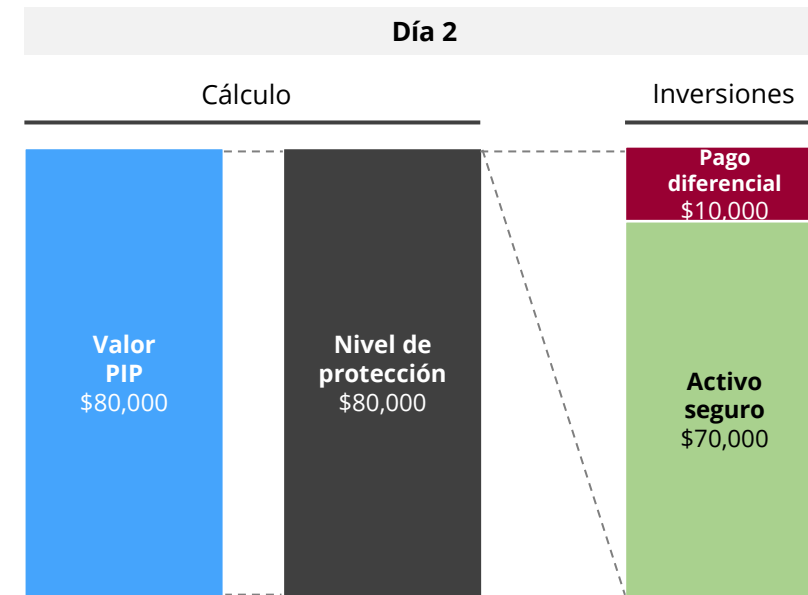 Día 2
Cálculo
Inversiones
Valor
PIP
$80,000
Nivel de
protección
$80,000
Pago
diferencial
$10,000
Activo
seguro
$70,000